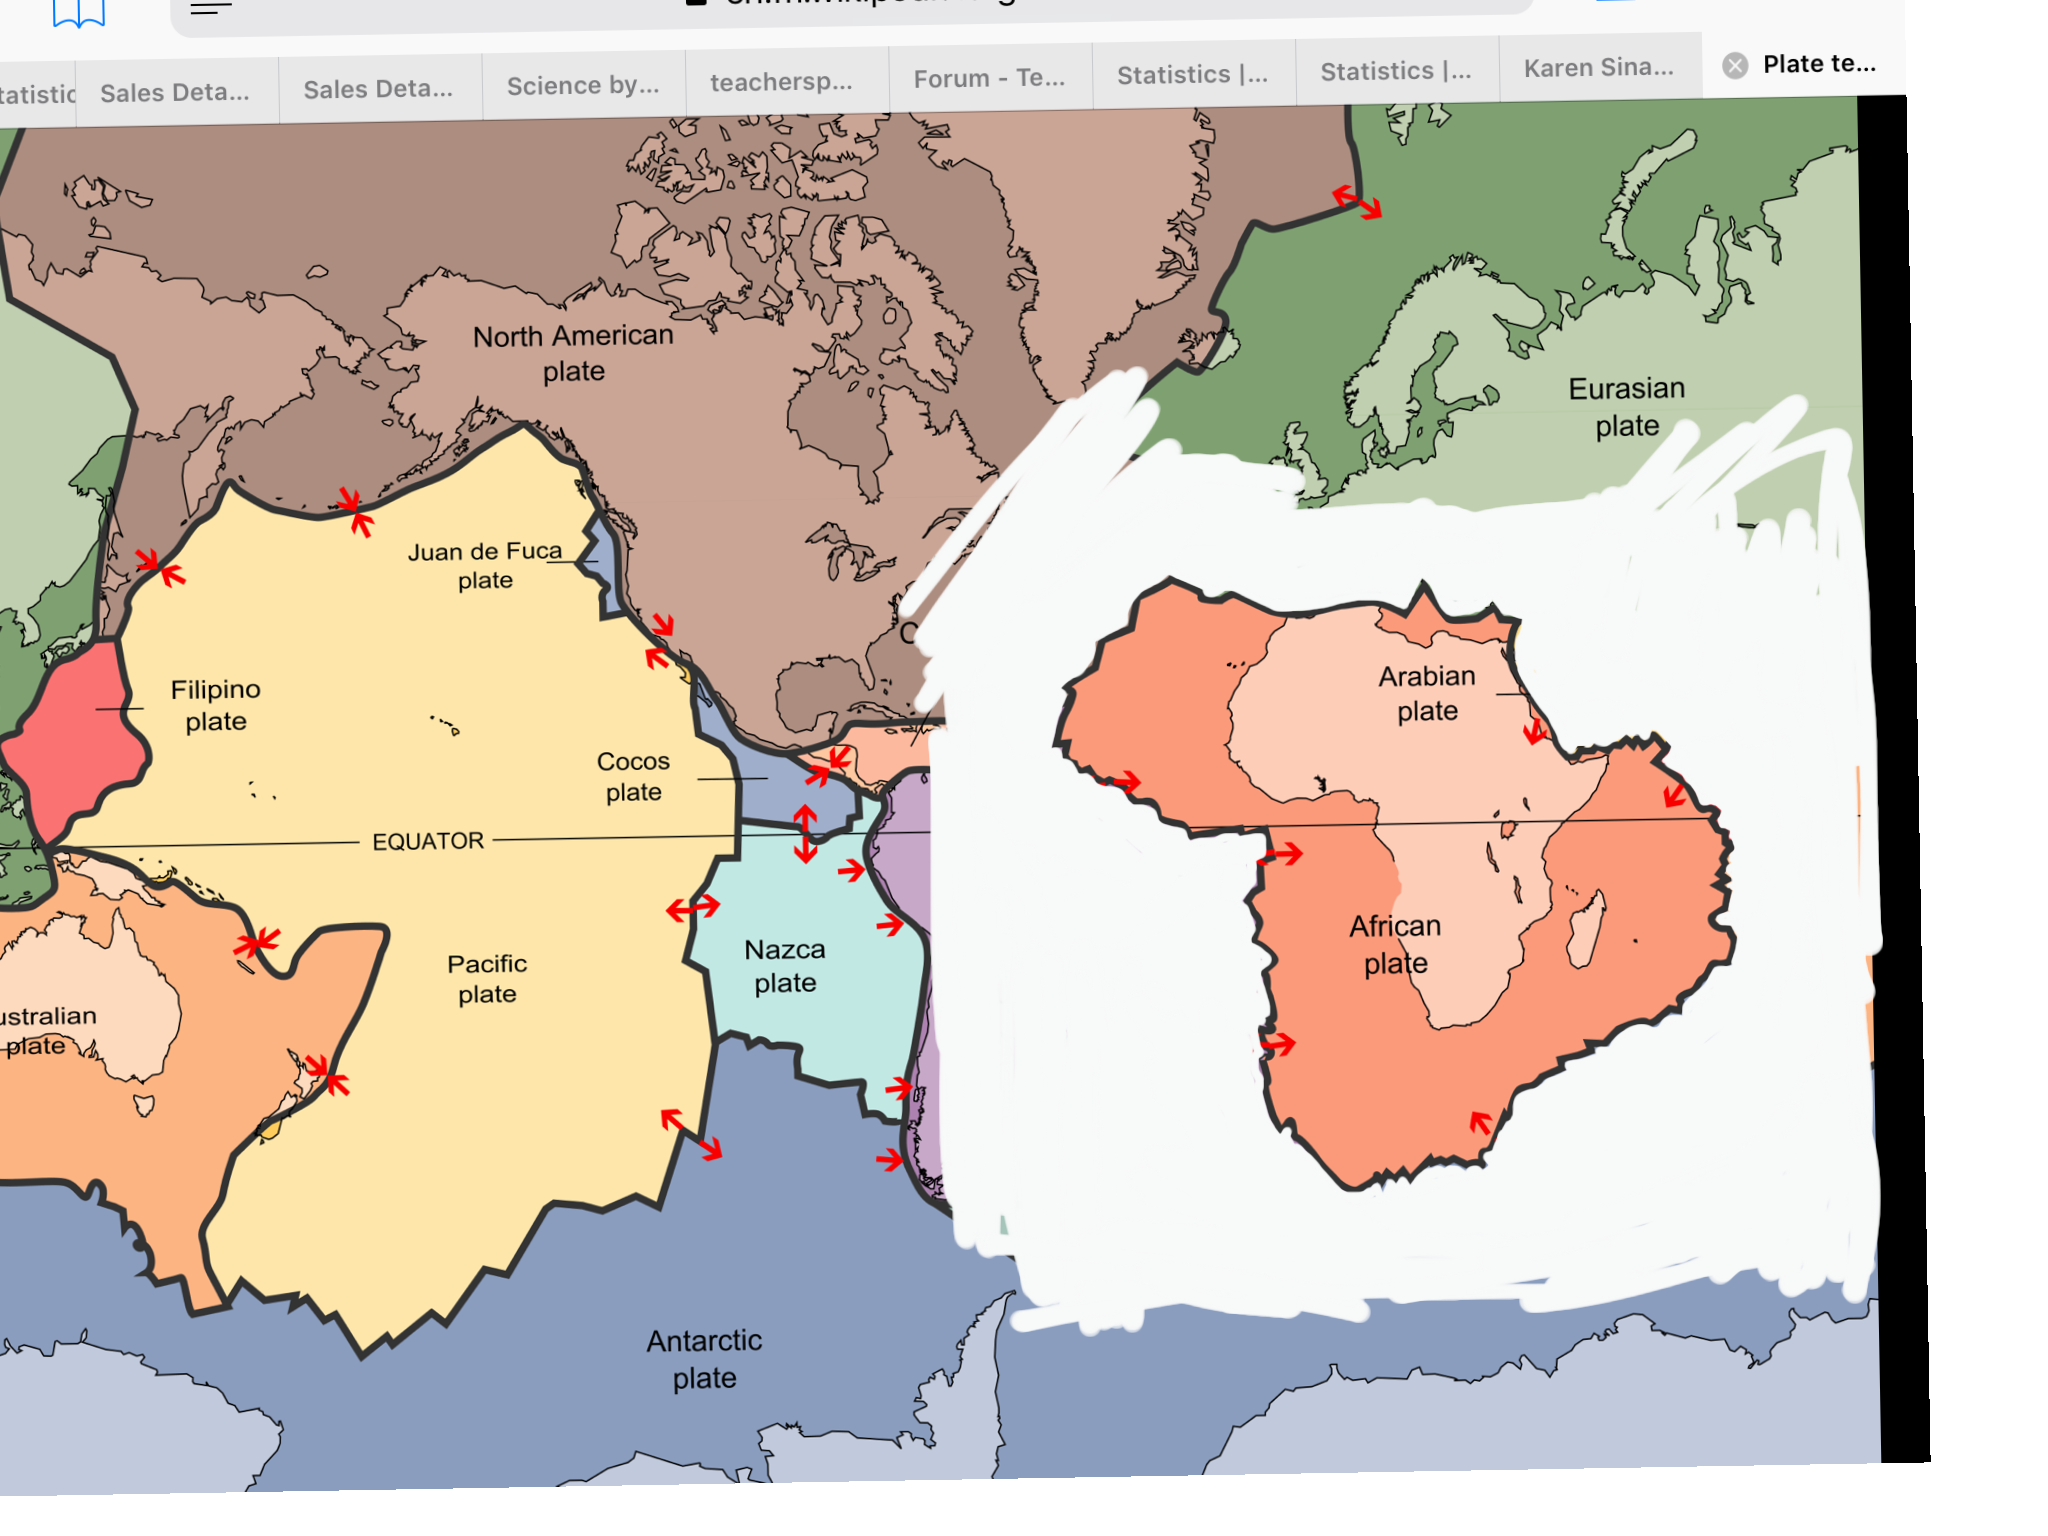 Sales Deta...
Sales Deta...
Science by...
teachersp...
Forum - Te...
Statistics |...
Statistics |...
Karen Sina...
Plate te...
North American
plate
Eurasian
plate
Juan de Fuca
plate
Filipino
plate
Arabian
plate
Cocos
plate
EQUATOR
African
plate
Nazca
plate
Pacific
plate
ustralian
plate
Antarctic
plate